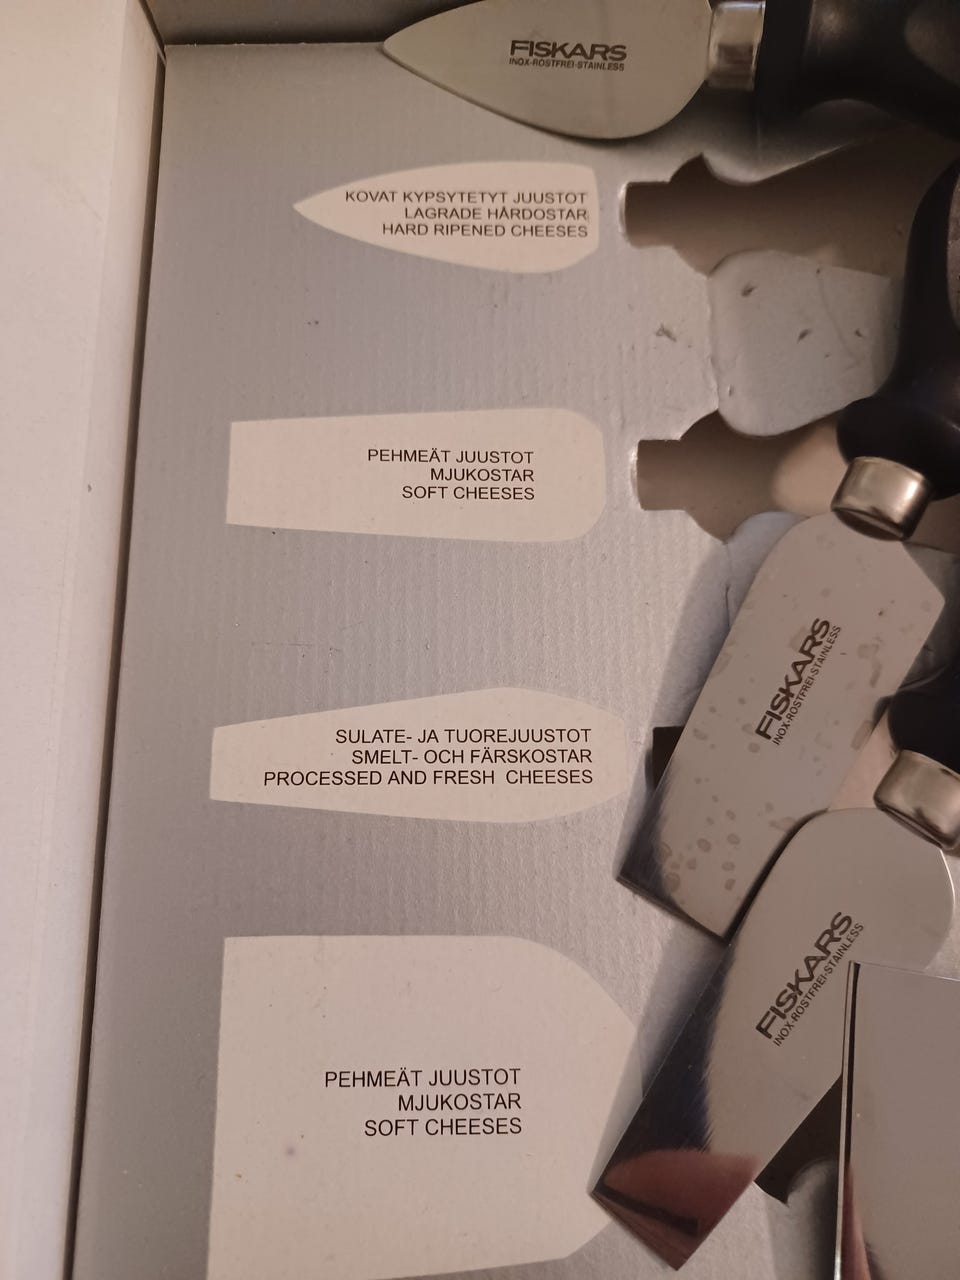 FISKARS
INOX-ROSTFREI-STAINLESS
KOVAT KYPSYTETYT JUUSTOT
LAGRADE HÅRDOSTAR
HARD RIPENED CHEESES
PEHMEÄT JUUSTOT
MJUKOSTAR
SOFT CHEESES
FISKARS
INOX-ROSTFREI-STAINLESS
SULATE- JA TUOREJUUSTOT
SMELT- OCH FÄRSKOSTAR
PROCESSED AND FRESH CHEESES
FISKARS
INOX-ROSTFREI-STAINLESS
PEHMEÄT JUUSTOT
MJUKOSTAR
SOFT CHEESES